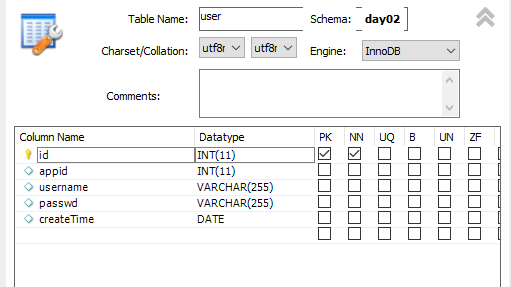 Table Name: user Schema: day02
Charset/Collation: utf8r utf8r Engine: InnoDB
Comments:
Column Name Datatype PK NN UQ B UN ZF
id INT(11)
appid INT(11)
username VARCHAR(255)
passwd VARCHAR(255)
createTime DATE